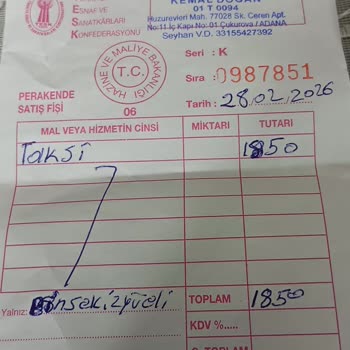 ESNAF VE
SANATKÂRLARI
KONFEDERASYONU
E
S
K
KEMAL DOĞAN
01 T 0094
Huzurevleri Mah. 77028 Sk. Ceren Apt.
No:11 İç Kapı No:01 Çukurova / ADANA
Seyhan V.D. 33155427392
T.C.
HAZİNE VE MALİYE BAKANLIĞI
Seri : K
Sıra : 0987851
Tarih : 28.02.2026
PERAKENDE
SATIŞ FİŞİ
06
MAL VEYA HİZMETİN CİNSİ MİKTARI TUTARI
Taksi 1850
Yalnız:
TOPLAM 1850
KDV %.....